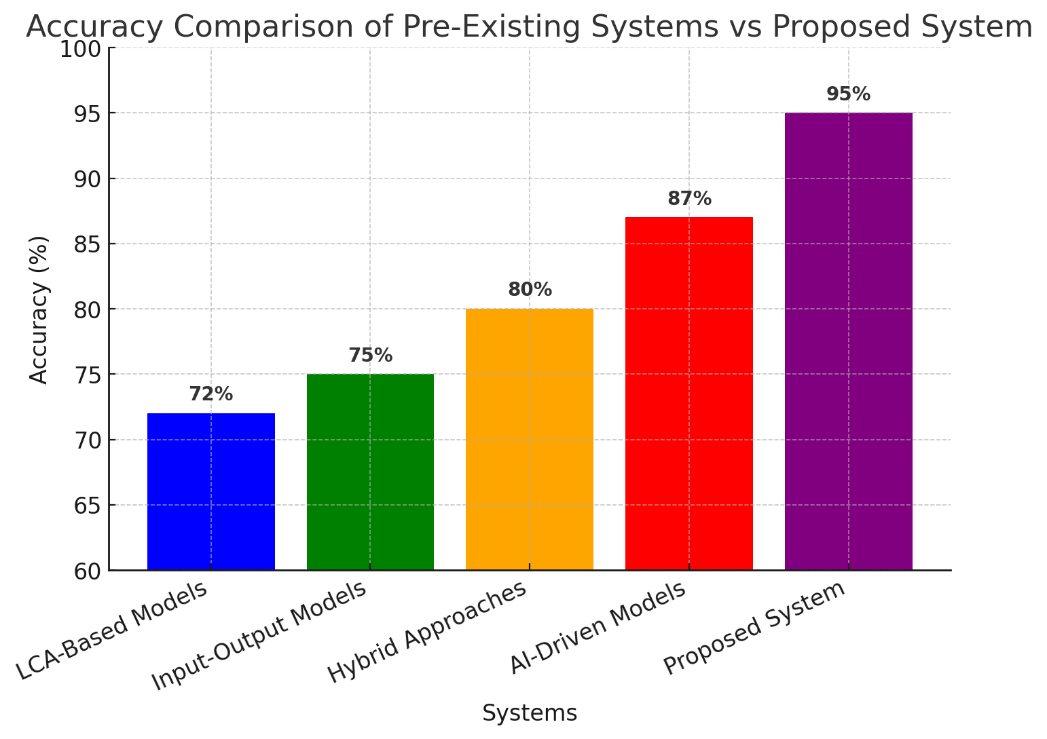 Accuracy Comparison of Pre-Existing Systems vs Proposed System
100
95
90
85
80
75
70
65
60
Accuracy (%)
72%
75%
80%
87%
95%
LCA-Based Models
Input-Output Models
Hybrid Approaches
AI-Driven Models
Proposed System
Systems